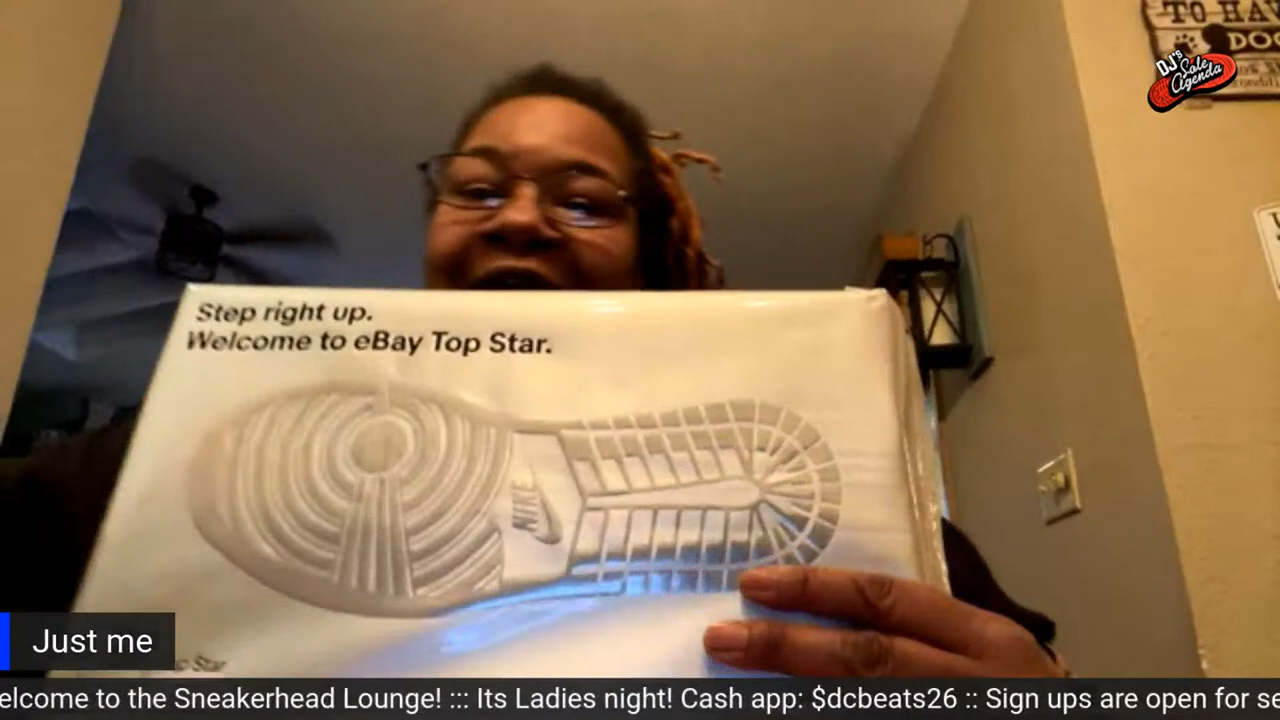 TO HAV
DOG
DJ's
Sole
Agenda
Step right up.
Welcome to eBay Top Star.
NIKE
Just me
Star
elcome to the Sneakerhead Lounge! ::: Its Ladies night! Cash app: $dcbeats26 :: Sign ups are open for se